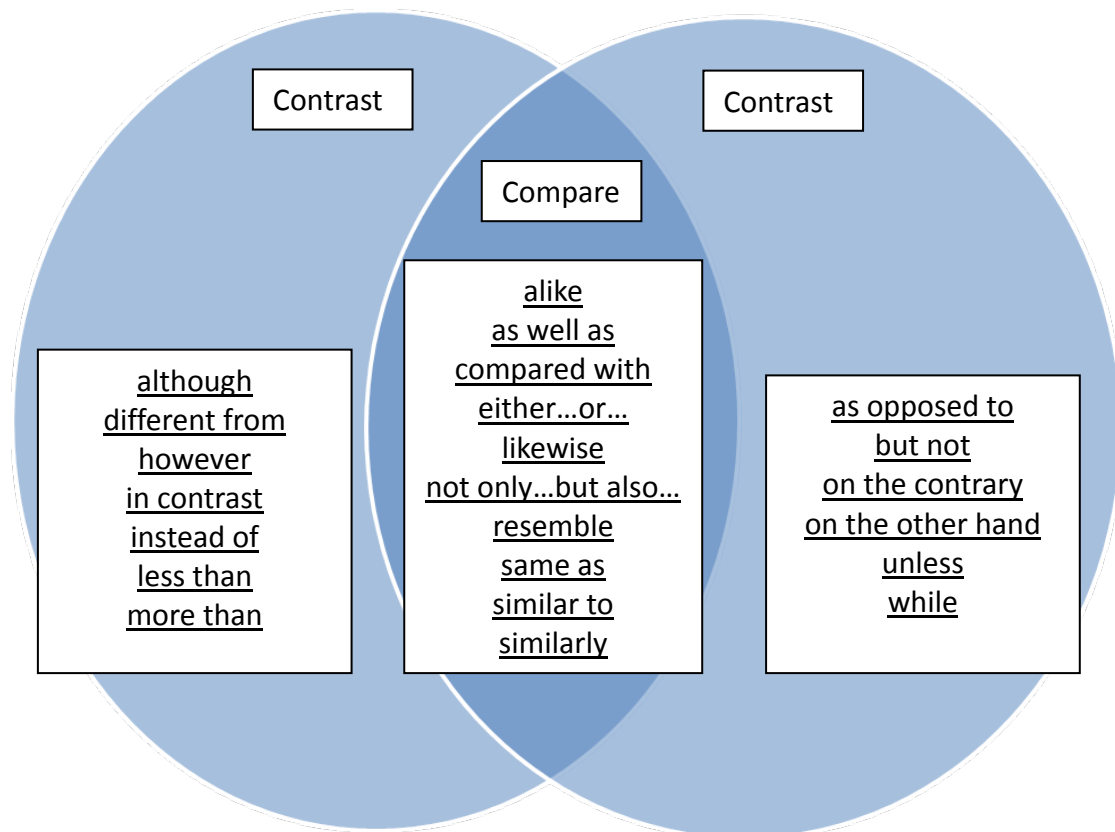 Contrast
Contrast
Compare
although
different from
however
in contrast
instead of
less than
more than
alike
as well as
compared with
either…or…
likewise
not only…but also…
resemble
same as
similar to
similarly
as opposed to
but not
on the contrary
on the other hand
unless
while